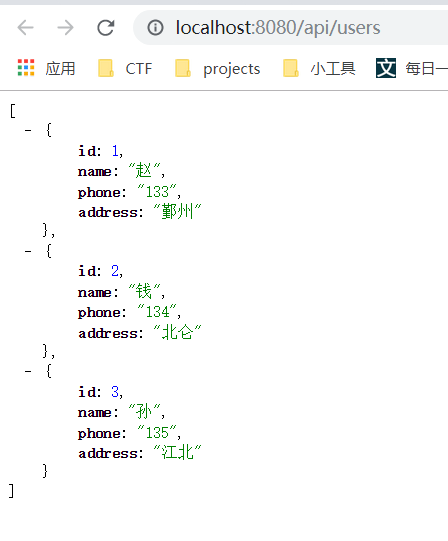 localhost:8080/api/users
应用 CTF projects 小工具 文 每日一
[
- {
id: 1,
name: "赵",
phone: "133",
address: "鄞州"
},
- {
id: 2,
name: "钱",
phone: "134",
address: "北仑"
},
- {
id: 3,
name: "孙",
phone: "135",
address: "江北"
}
]